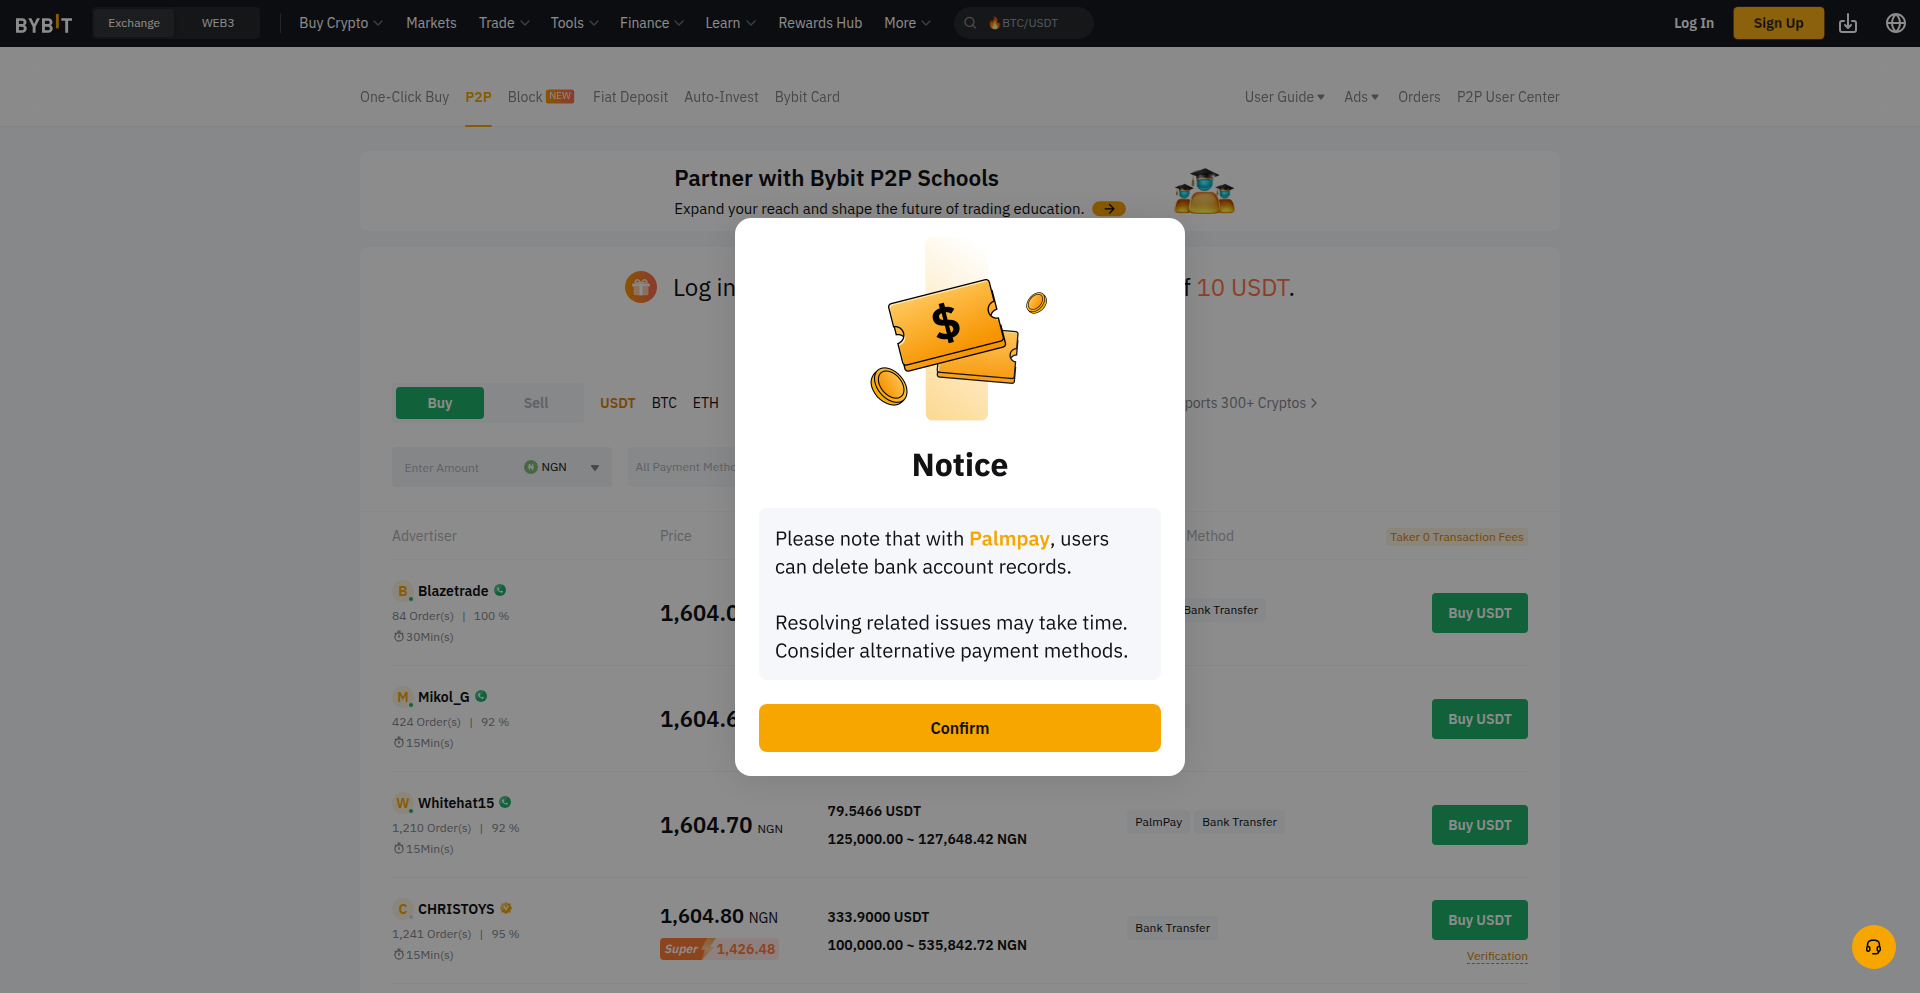 BYBIT Exchange WEB3 Buy Crypto Markets Trade Tools Finance Learn Rewards Hub More BTC/USDT Log In Sign Up
One-Click Buy P2P Block NEW Fiat Deposit Auto-Invest Bybit Card User Guide Ads Orders P2P User Center
Partner with Bybit P2P Schools
Expand your reach and shape the future of trading education.
Log in
10 USDT.
Buy Sell USDT BTC ETH
300+ Cryptos
Enter Amount NGN All Payment
$
Notice
Please note that with Palmpay, users
can delete bank account records.
Resolving related issues may take time.
Consider alternative payment methods.
Confirm
Advertiser Price Method Taker 0 Transaction Fees
B Blazetrade
84 Order(s) | 100 %
30Min(s)
1,604.0
Bank Transfer
Buy USDT
M Mikol_G
424 Order(s) | 92 %
15Min(s)
1,604.6
Buy USDT
W Whitehat15
1,210 Order(s) | 92 %
15Min(s)
1,604.70 NGN
79.5466 USDT
125,000.00 ~ 127,648.42 NGN
PalmPay Bank Transfer
Buy USDT
C CHRISTOYS
1,241 Order(s) | 95 %
15Min(s)
1,604.80 NGN
Super 1,426.48
333.9000 USDT
100,000.00 ~ 535,842.72 NGN
Bank Transfer
Buy USDT
Verification